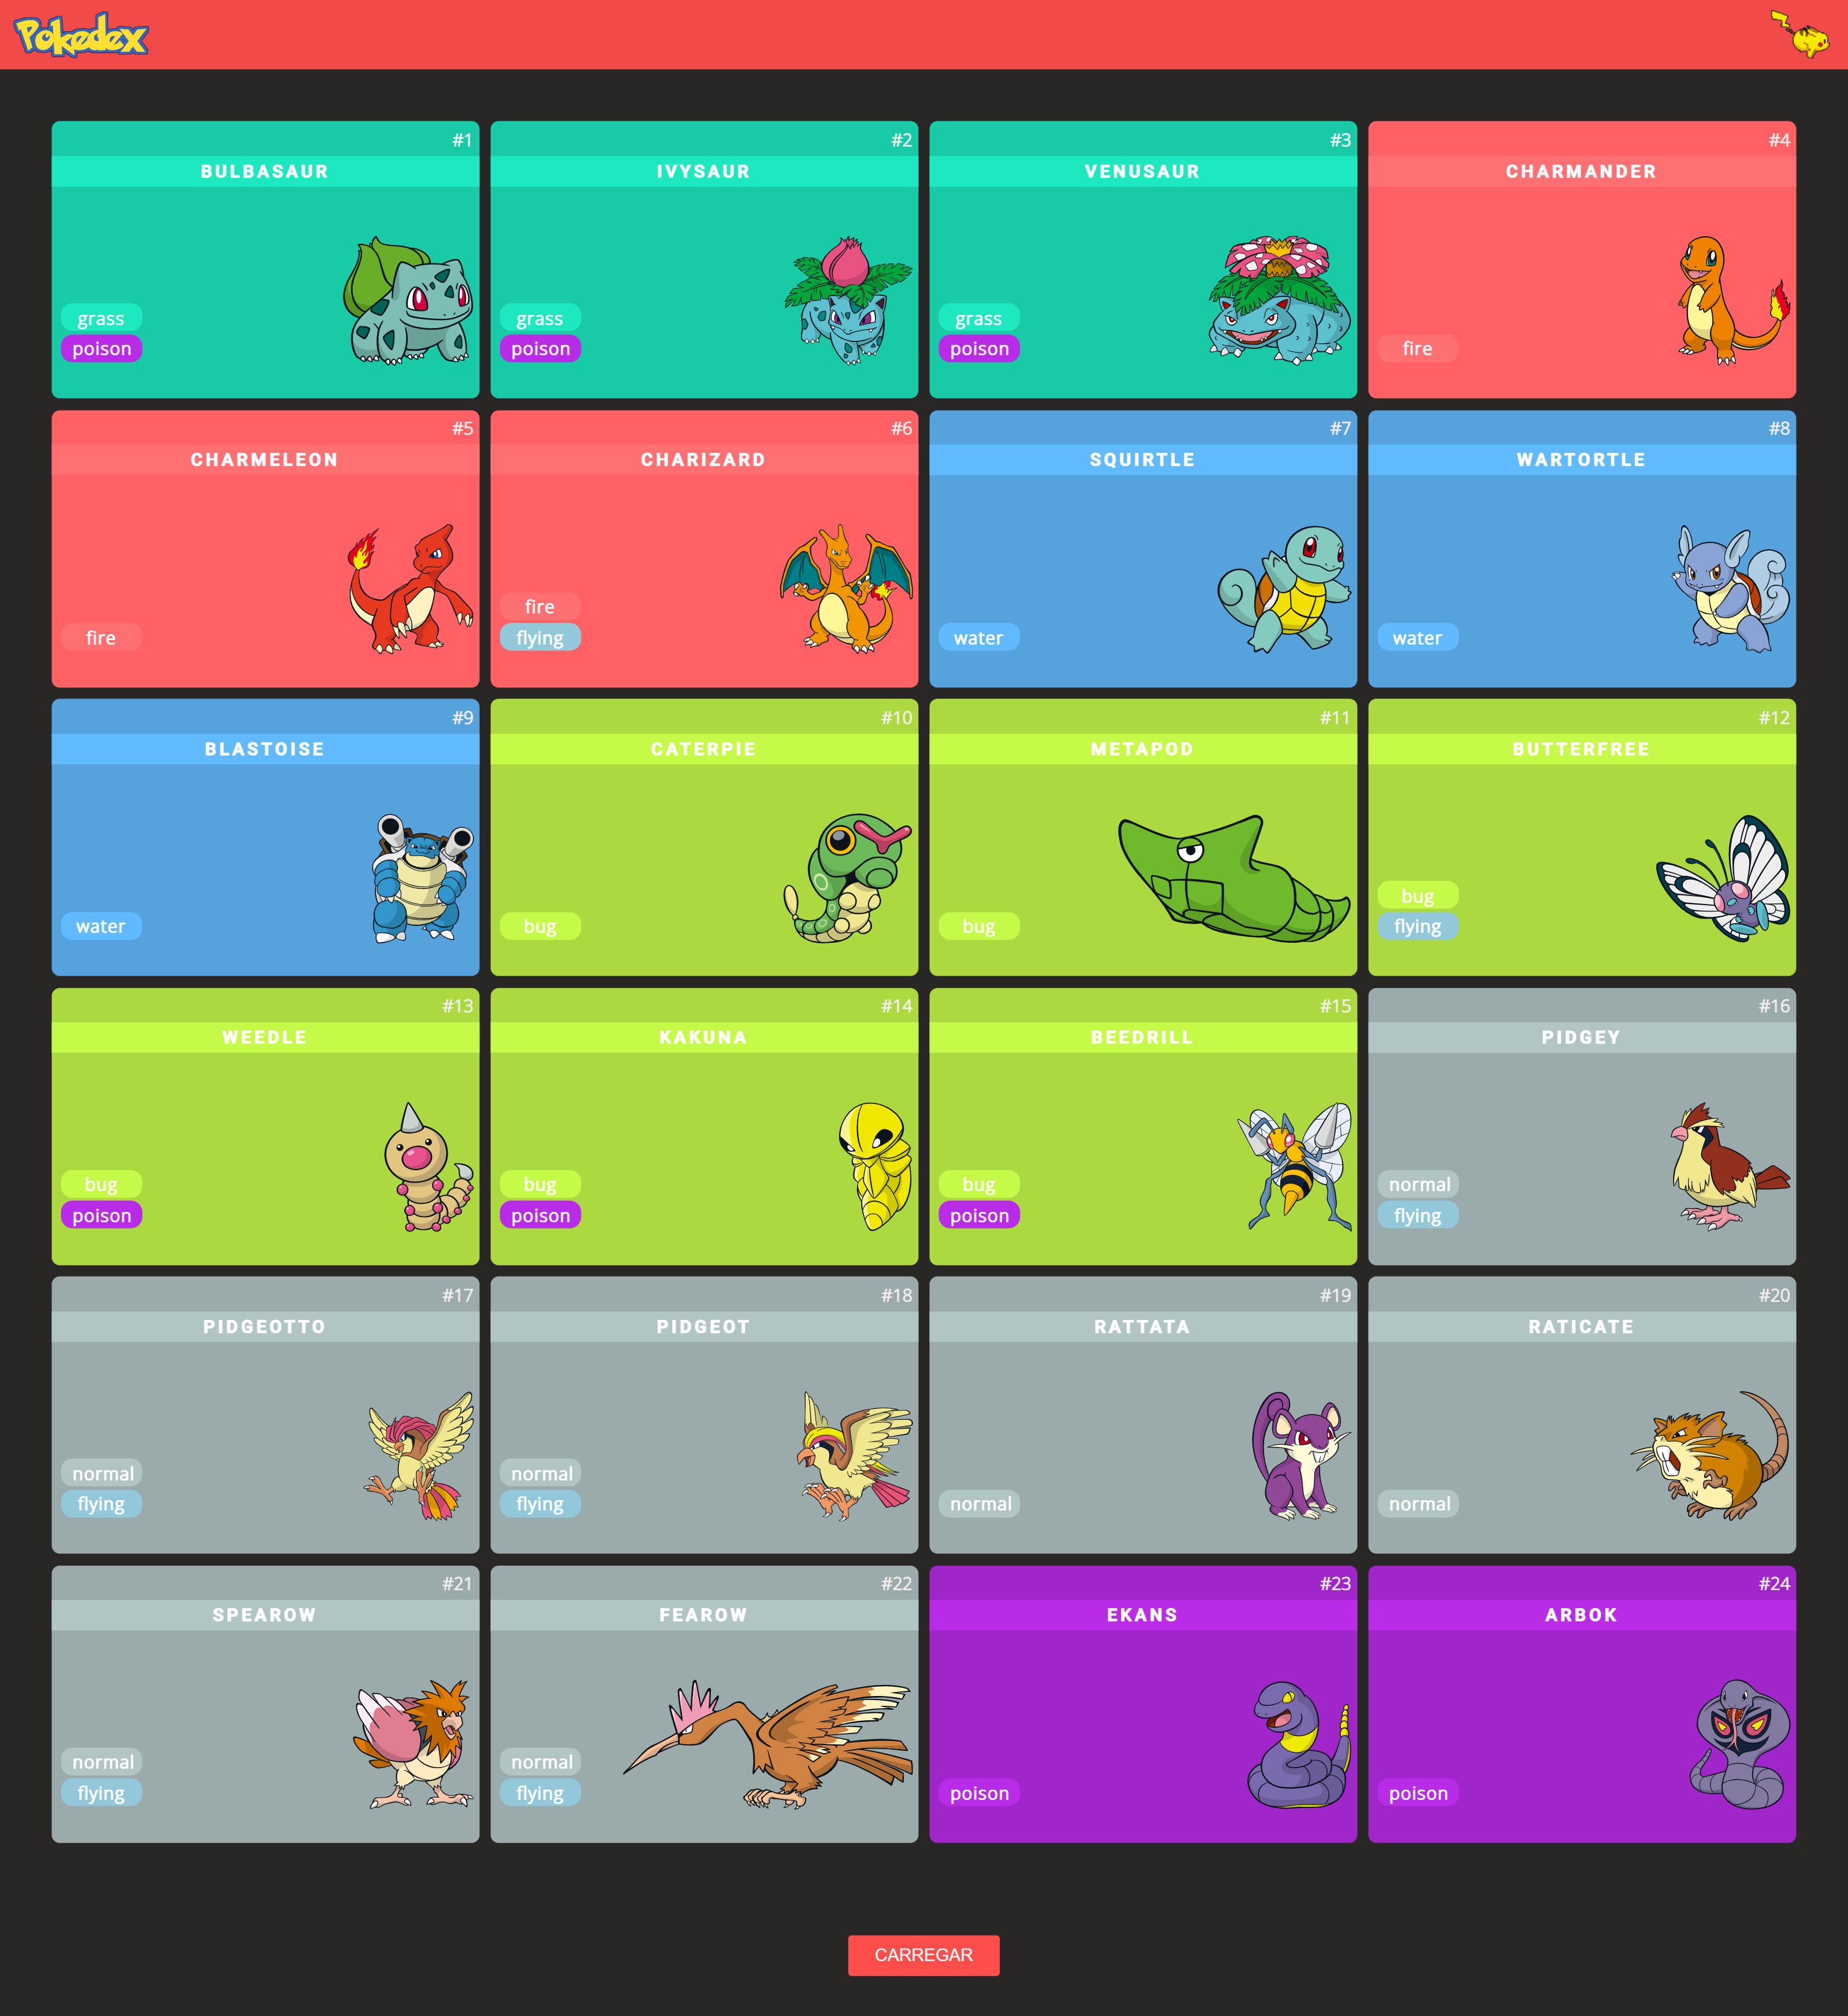 Pokedex
#1
BULBASAUR
grass
poison
#2
IVYSAUR
grass
poison
#3
VENUSAUR
grass
poison
#4
CHARMANDER
fire
#5
CHARMELEON
fire
#6
CHARIZARD
fire
flying
#7
SQUIRTLE
water
#8
WARTORTLE
water
#9
BLASTOISE
water
#10
CATERPIE
bug
#11
METAPOD
bug
#12
BUTTERFREE
bug
flying
#13
WEEDLE
bug
poison
#14
KAKUNA
bug
poison
#15
BEEDRILL
bug
poison
#16
PIDGEY
normal
flying
#17
PIDGEOTTO
normal
flying
#18
PIDGEOT
normal
flying
#19
RATTATA
normal
#20
RATICATE
normal
#21
SPEAROW
normal
flying
#22
FEAROW
normal
flying
#23
EKANS
poison
#24
ARBOK
poison
CARREGAR